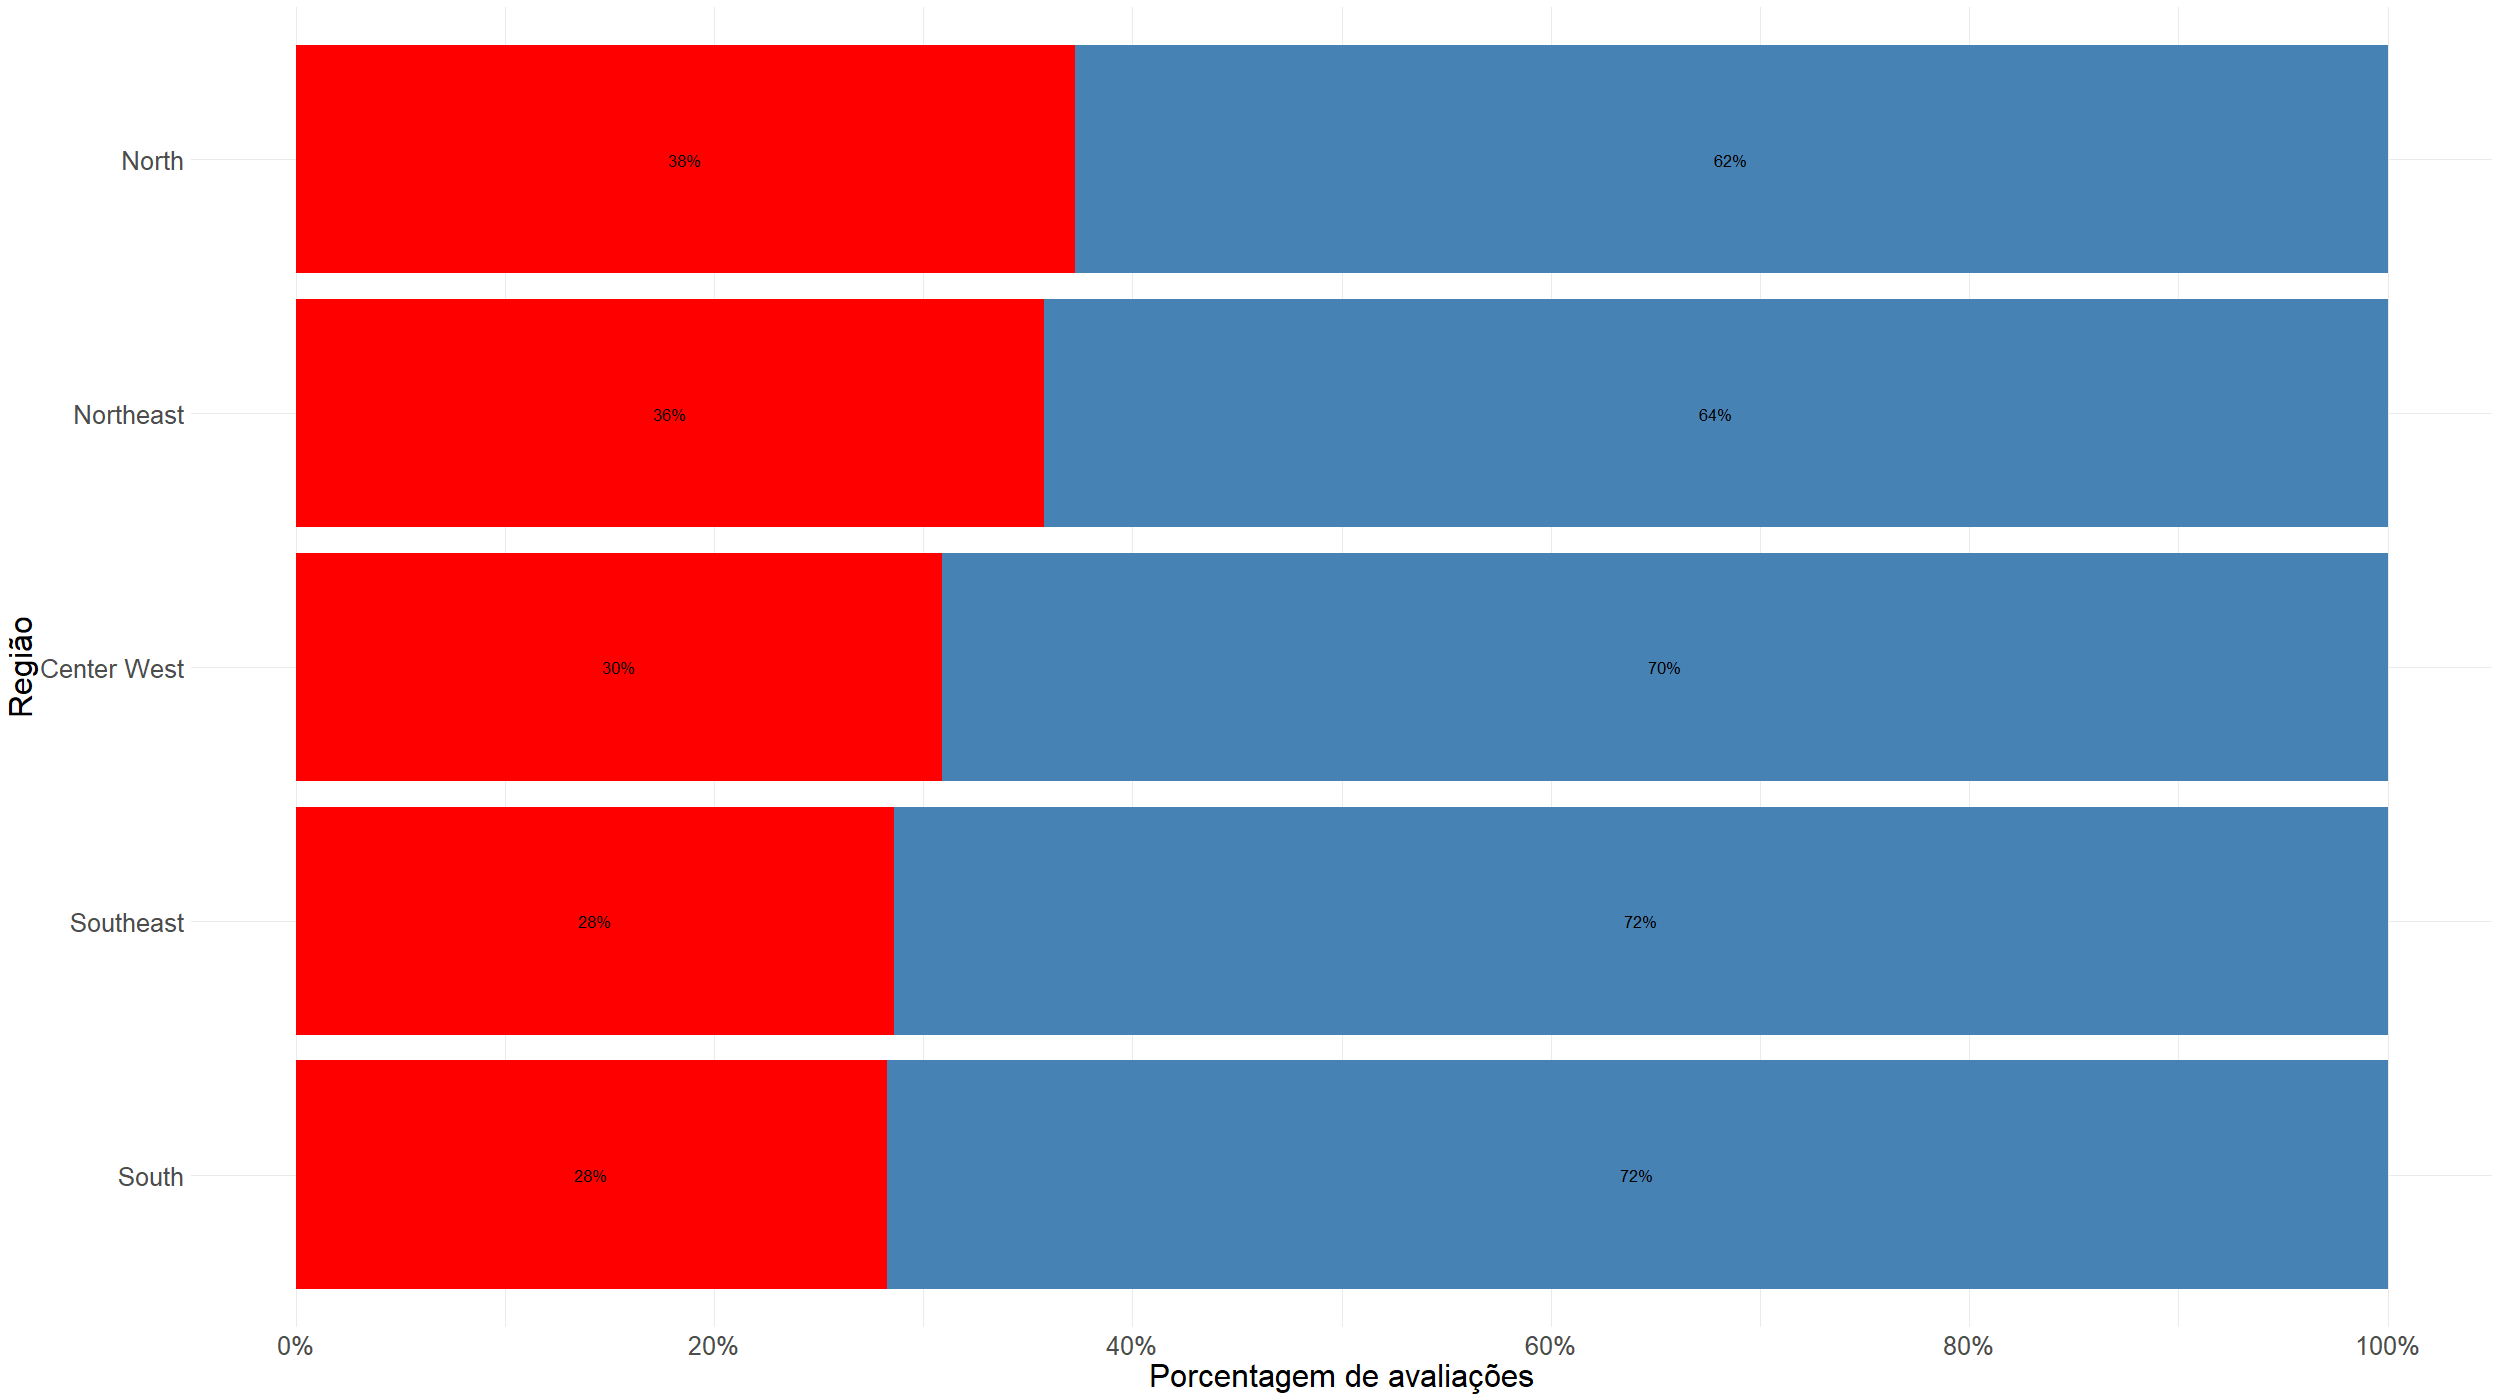 North
38%
62%
Northeast
36%
64%
Região
Center West
30%
70%
Southeast
28%
72%
South
28%
72%
0%
20%
40%
60%
80%
100%
Porcentagem de avaliações